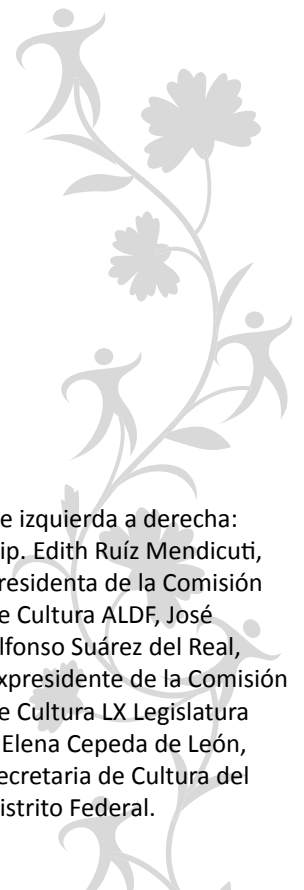 e izquierda a derecha:
ip. Edith Ruíz Mendicuti,
residenta de la Comisión
e Cultura ALDF, José
lfonso Suárez del Real,
xpresidente de la Comisión
e Cultura LX Legislatura
Elena Cepeda de León,
ecretaria de Cultura del
istrito Federal.